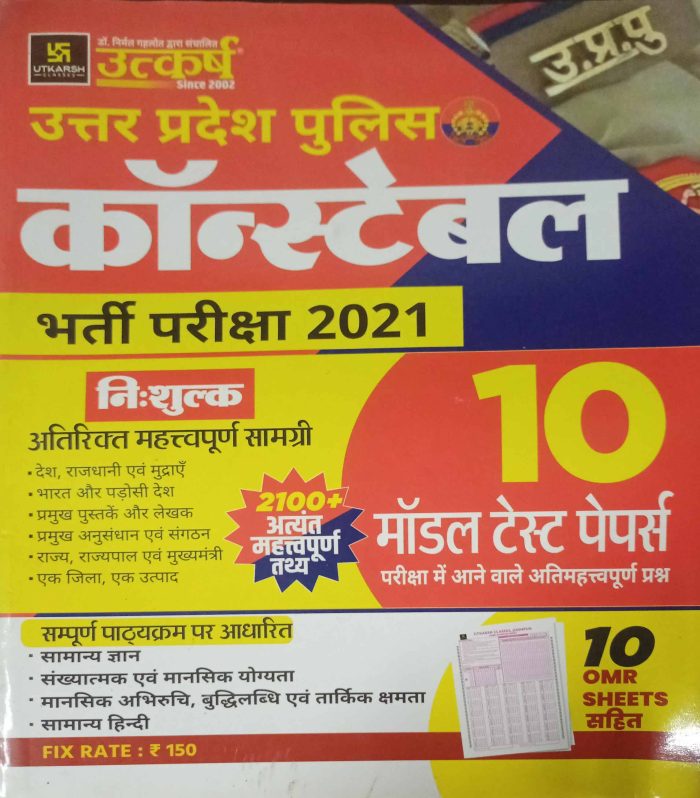 डॉ. निर्मल गहलोत द्वारा संचालित
UTKARSH
CLASSES
उत्कर्ष
Since 2002
उ.प्र.पु
उत्तर प्रदेश पुलिस
कॉन्स्टेबल
भर्ती परीक्षा 2021
निःशुल्क
अतिरिक्त महत्त्वपूर्ण सामग्री
• देश, राजधानी एवं मुद्राएँ
• भारत और पड़ोसी देश
• प्रमुख पुस्तकें और लेखक
• प्रमुख अनुसंधान एवं संगठन
• राज्य, राज्यपाल एवं मुख्यमंत्री
• एक जिला, एक उत्पाद
2100+
अत्यंत
महत्त्वपूर्ण
तथ्य
10
मॉडल टेस्ट पेपर्स
परीक्षा में आने वाले अतिमहत्त्वपूर्ण प्रश्न
सम्पूर्ण पाठ्यक्रम पर आधारित
• सामान्य ज्ञान
• संख्यात्मक एवं मानसिक योग्यता
• मानसिक अभिरुचि, बुद्धिलब्धि एवं तार्किक क्षमता
• सामान्य हिन्दी
UTKARSH CLASSES, JODHPUR
10
OMR
SHEETS
सहित
FIX RATE : ₹ 150